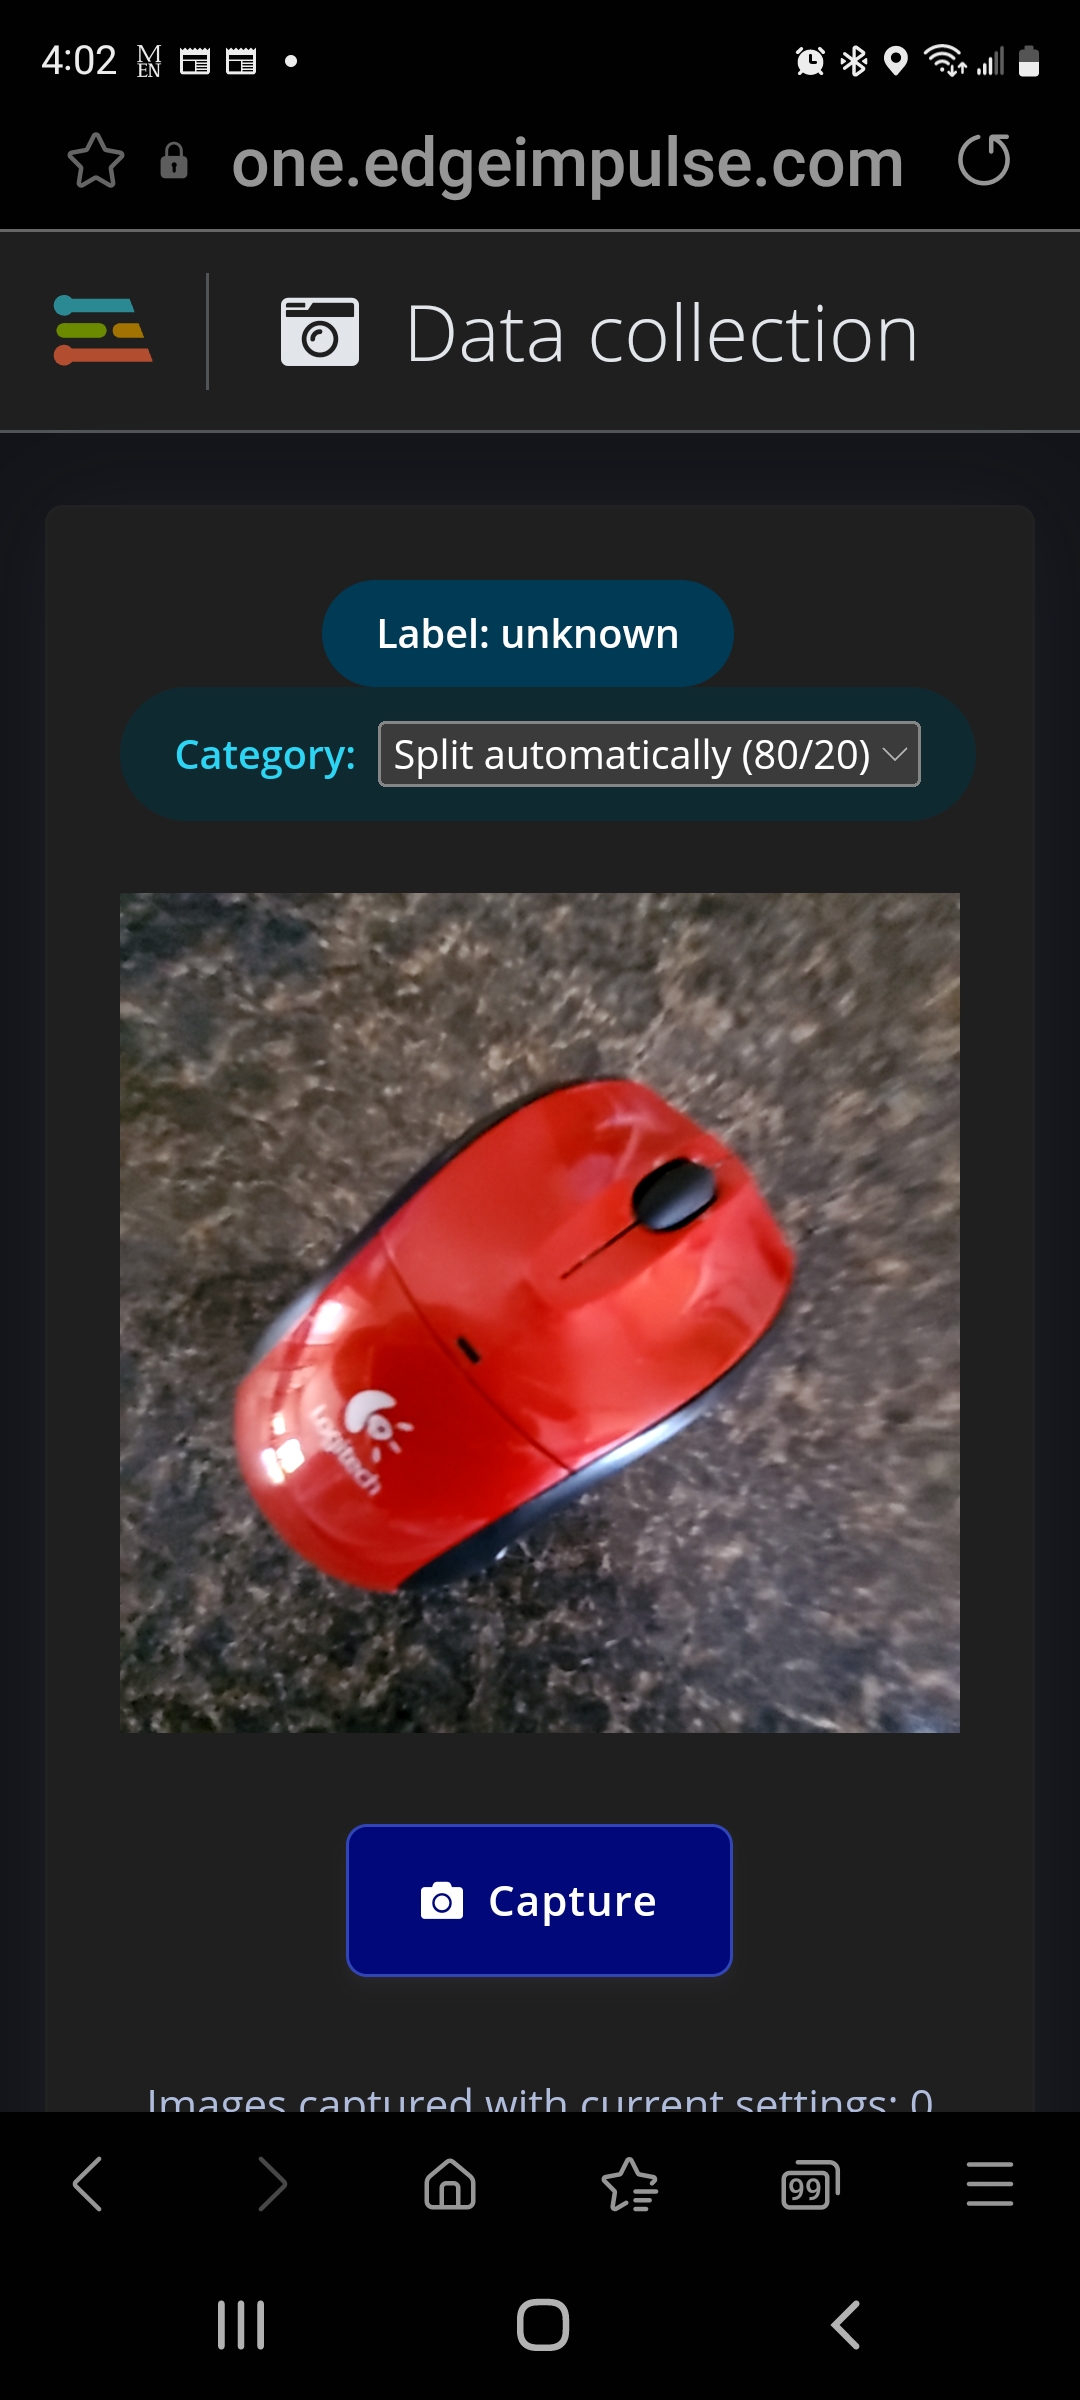 4:02 M EN
one.edgeimpulse.com
Data collection
Label: unknown
Category: Split automatically (80/20)
Logitech
Capture
Images captured with current settings: 0
99